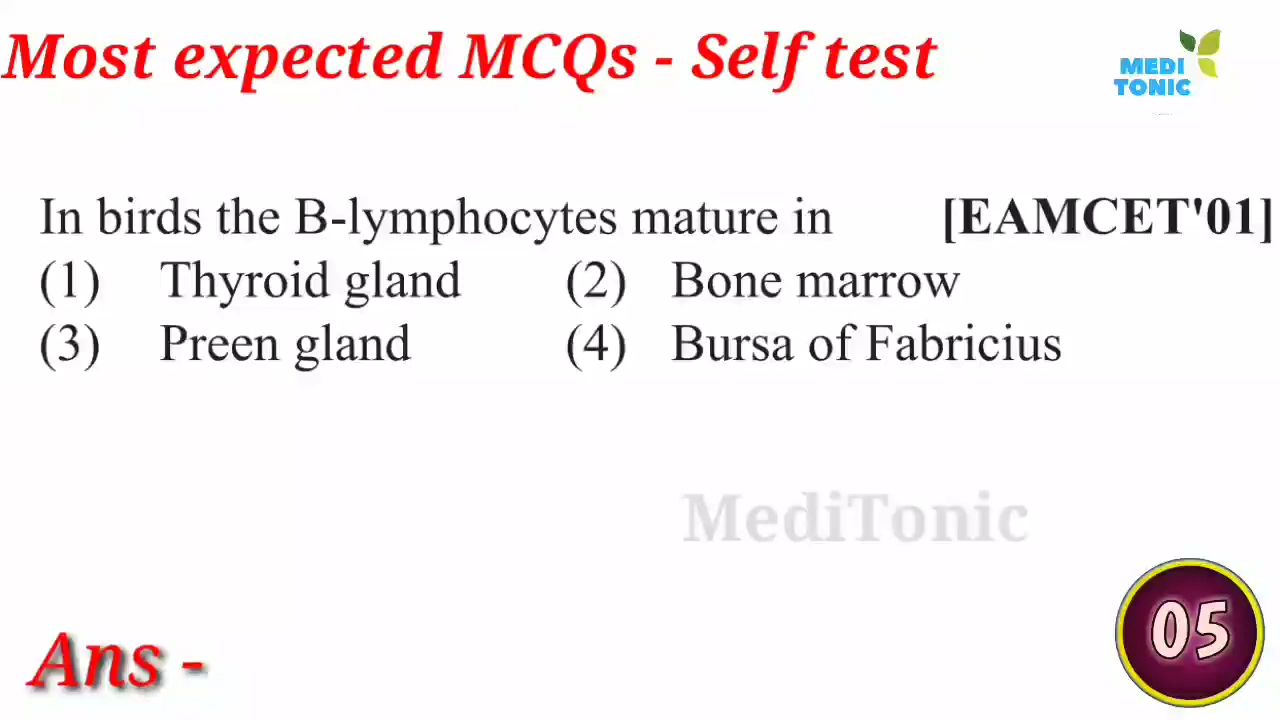 Most expected MCQs - Self test
MEDI
TONIC
In birds the B-lymphocytes mature in [EAMCET'01]
(1) Thyroid gland (2) Bone marrow
(3) Preen gland (4) Bursa of Fabricius
MediTonic
05
Ans -